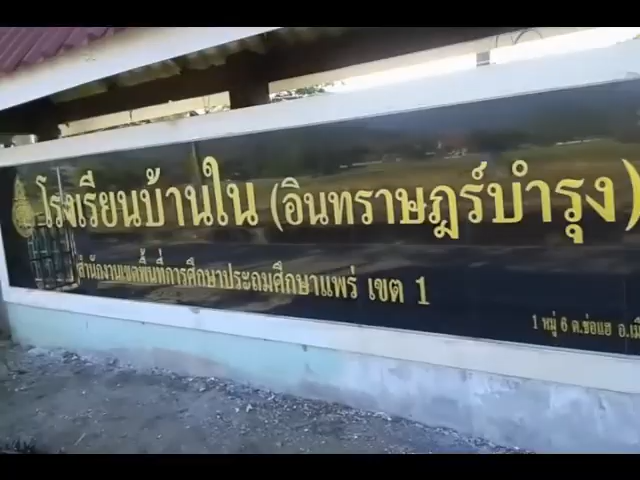 โรงเรียนบ้านใน (อินทราษฎร์บำรุง)
สำนักงานเขตพื้นที่การศึกษาประถมศึกษาแพร่ เขต 1
1 หมู่ 6 ต.ช่อแฮ อ.เมื